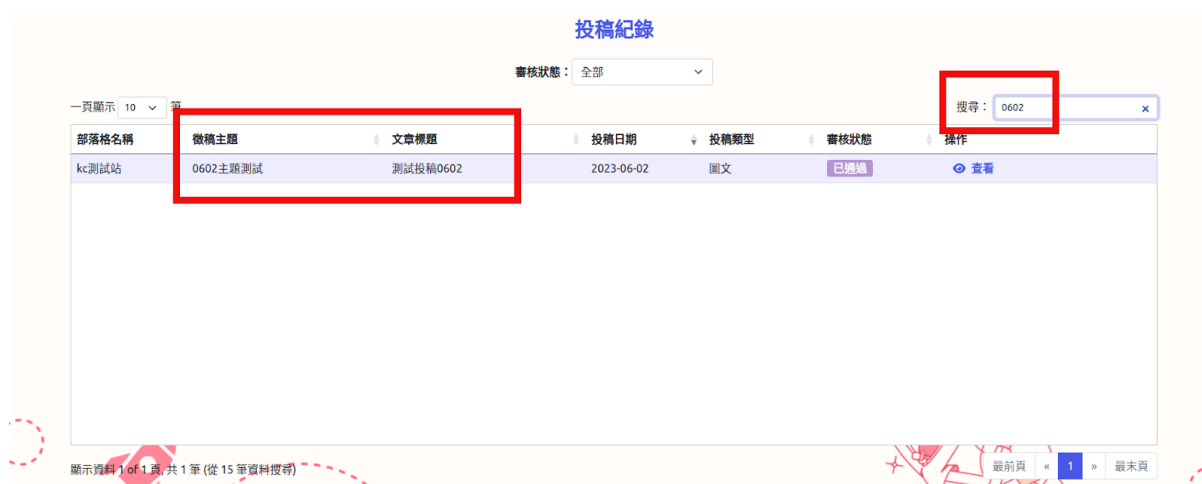 投稿紀錄
審核狀態： 全部
一頁顯示 10 筆
搜尋： 0602
部落格名稱 徵稿主題 文章標題 投稿日期 投稿類型 審核狀態 操作
kc測試站 0602主題測試 測試投稿0602 2023-06-02 圖文 已通過 查看
顯示資料 1 of 1 頁, 共 1 筆 (從 15 筆資料搜尋)
最前頁 « 1 » 最末頁